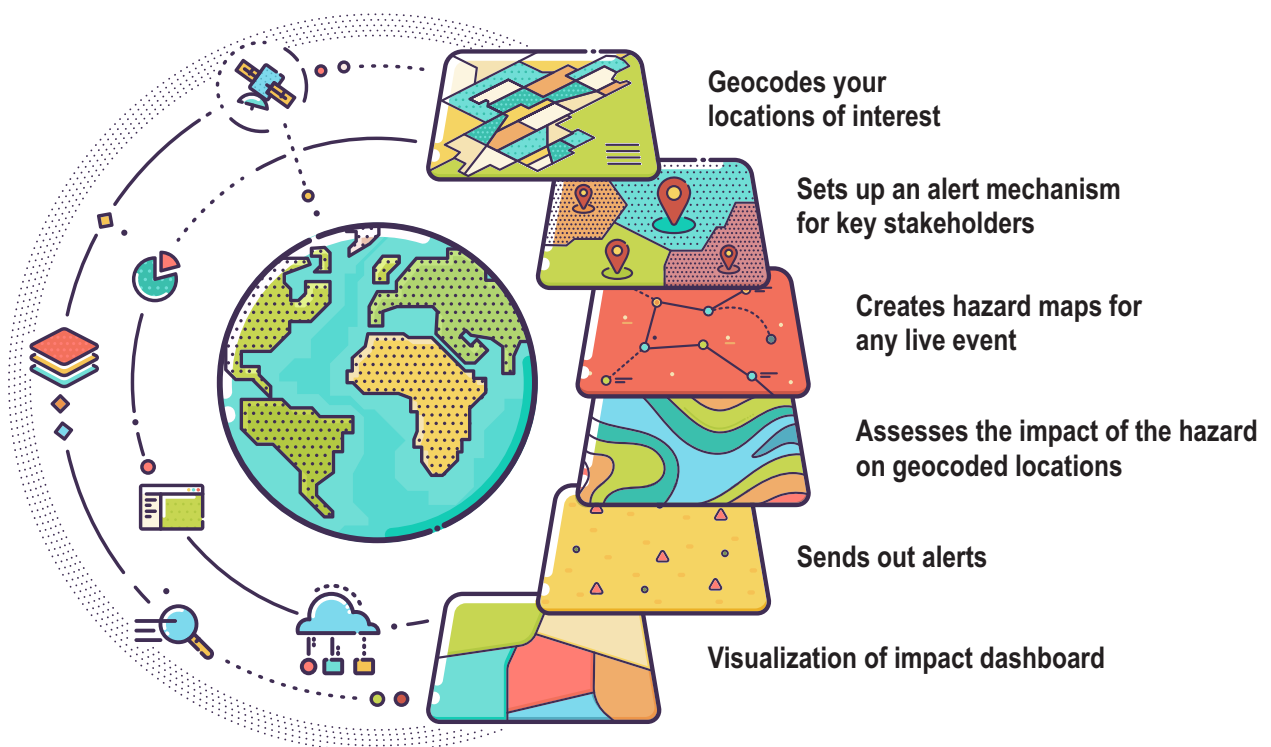 Geocodes your
locations of interest
Sets up an alert mechanism
for key stakeholders
Creates hazard maps for
any live event
Assesses the impact of the hazard
on geocoded locations
Sends out alerts
Visualization of impact dashboard